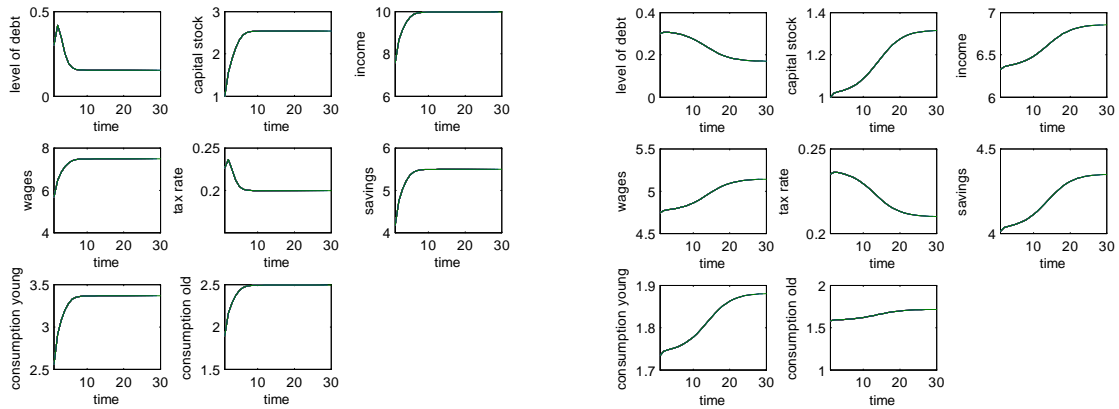 level of debt
0.5
0
10 20 30
time
capital stock
3
2
1
10 20 30
time
income
10
9
8
7
6
10 20 30
time
wages
8
6
4
10 20 30
time
tax rate
0.25
0.2
10 20 30
time
savings
6
5
4
10 20 30
time
consumption young
3.5
3
2.5
10 20 30
time
consumption old
2.5
2
1.5
10 20 30
time
level of debt
0.4
0.2
0
10 20 30
time
capital stock
1.4
1.2
1
10 20 30
time
income
7
6.5
6
10 20 30
time
wages
5.5
5
4.5
10 20 30
time
tax rate
0.25
0.2
10 20 30
time
savings
4.5
4
10 20 30
time
consumption young
1.9
1.8
1.7
10 20 30
time
consumption old
2
1.5
1
10 20 30
time